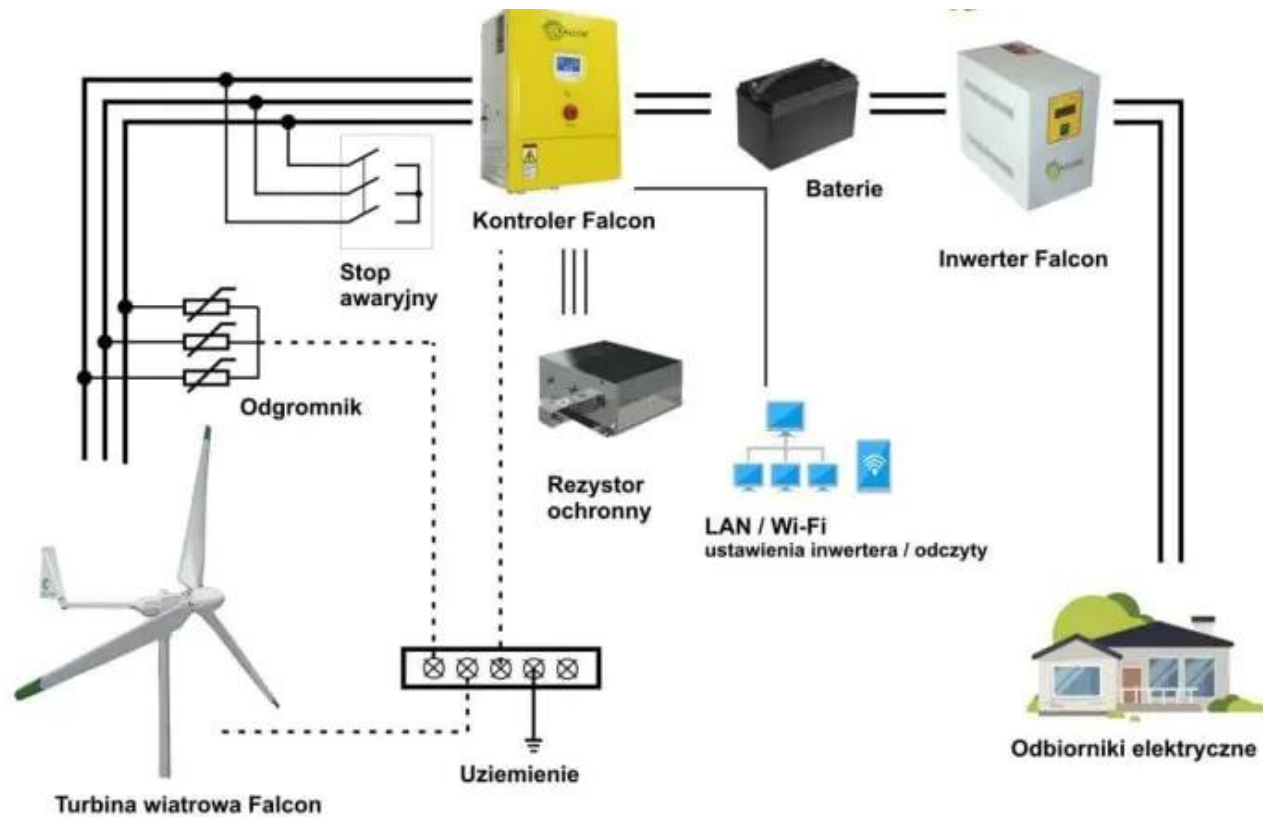 Kontroler Falcon
Baterie
Inwerter Falcon
Stop
awaryjny
Odgromnik
Rezystor
ochronny
LAN / Wi-Fi
ustawienia inwertera / odczyty
Uziemienie
Odbiorniki elektryczne
Turbina wiatrowa Falcon